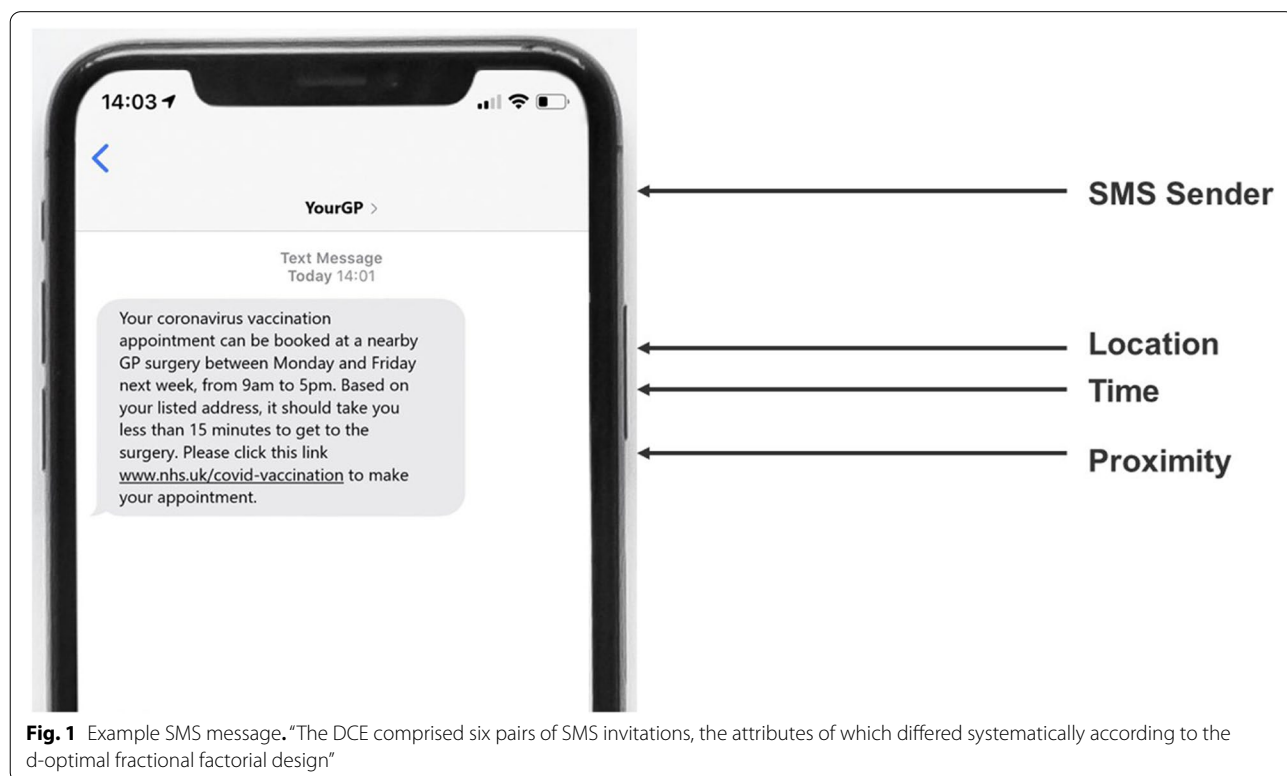 14:03
YourGP >
SMS Sender
Text Message
Today 14:01
Your coronavirus vaccination
appointment can be booked at a nearby
GP surgery between Monday and Friday
next week, from 9am to 5pm. Based on
your listed address, it should take you
less than 15 minutes to get to the
surgery. Please click this link
www.nhs.uk/covid-vaccination to make
your appointment.
Location
Time
Proximity
Fig. 1 Example SMS message. “The DCE comprised six pairs of SMS invitations, the attributes of which differed systematically according to the
d-optimal fractional factorial design”